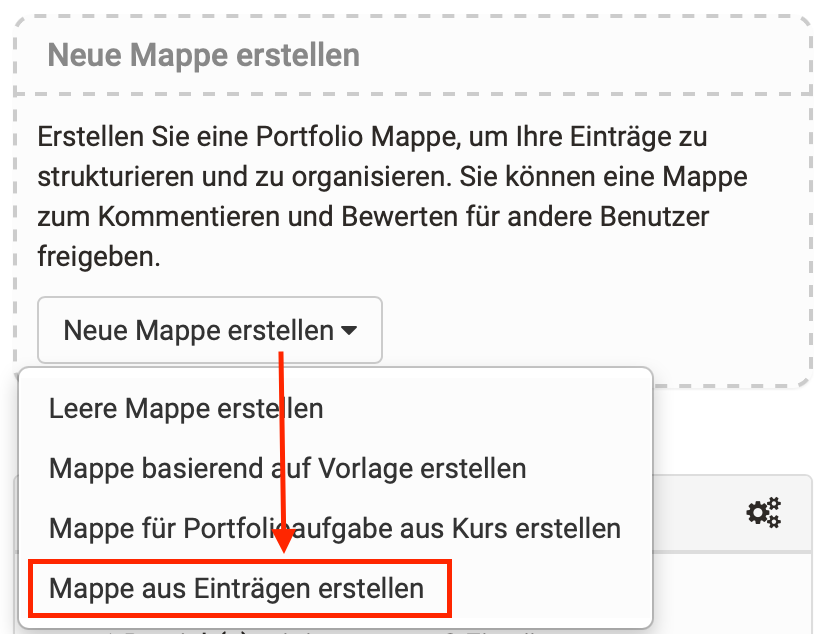 Neue Mappe erstellen
Erstellen Sie eine Portfolio Mappe, um Ihre Einträge zu
strukturieren und zu organisieren. Sie können eine Mappe
zum Kommentieren und Bewerten für andere Benutzer
freigeben.
Neue Mappe erstellen
Leere Mappe erstellen
Mappe basierend auf Vorlage erstellen
Mappe für Portfolioaufgabe aus Kurs erstellen
Mappe aus Einträgen erstellen